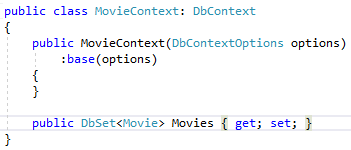 public class MovieContext: DbContext
{
    public MovieContext(DbContextOptions options)
        :base(options)
    {
    }
    public DbSet<Movie> Movies { get; set; }
}